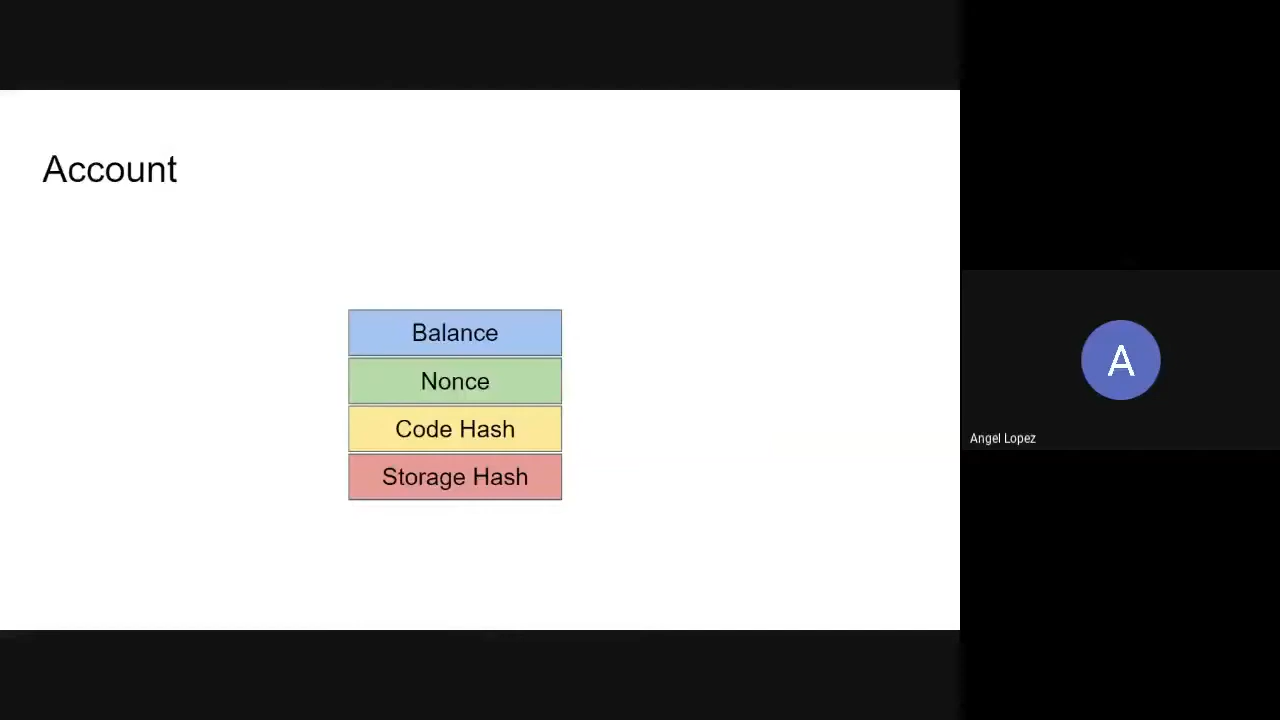 Account
Balance
Nonce
Code Hash
Storage Hash
A
Angel Lopez